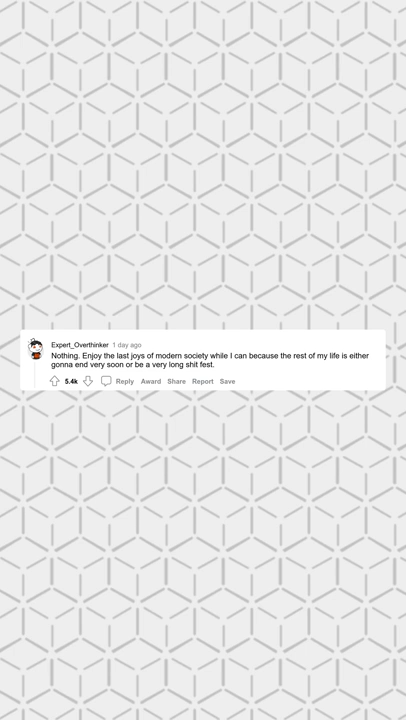 Expert_Overthinker 1 day ago
Nothing. Enjoy the last joys of modern society while I can because the rest of my life is either
gonna end very soon or be a very long shit fest.
5.4k Reply Award Share Report Save